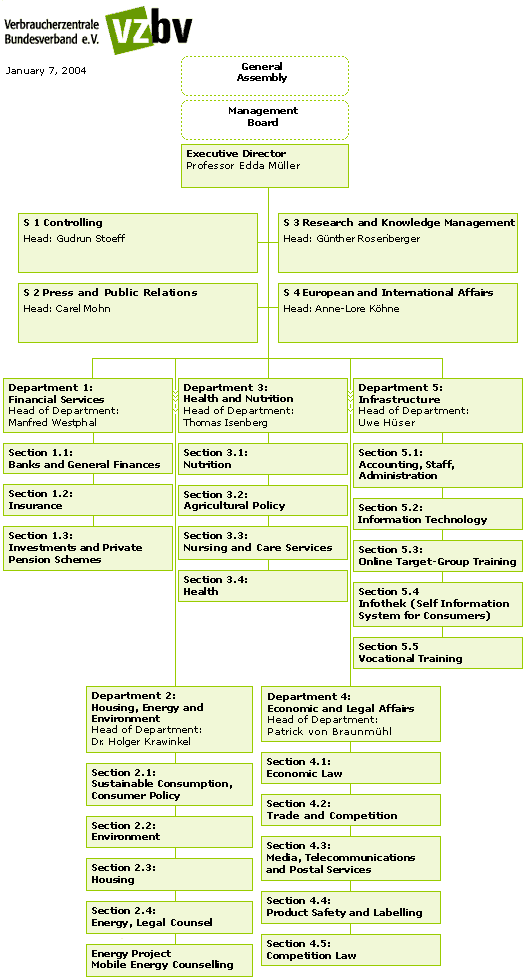 Verbraucherzentrale
Bundesverband e.V.
vzbv
January 7, 2004
General
Assembly
Management
Board
Executive Director
Professor Edda Müller
S 1 Controlling
Head: Gudrun Stoeff
S 3 Research and Knowledge Management
Head: Günther Rosenberger
S 2 Press and Public Relations
Head: Carel Mohn
S 4 European and International Affairs
Head: Anne-Lore Köhne
Department 1:
Financial Services
Head of Department:
Manfred Westphal
Section 1.1:
Banks and General Finances
Section 1.2:
Insurance
Section 1.3:
Investments and Private
Pension Schemes
Department 3:
Health and Nutrition
Head of Department:
Thomas Isenberg
Section 3.1:
Nutrition
Section 3.2:
Agricultural Policy
Section 3.3:
Nursing and Care Services
Section 3.4:
Health
Department 5:
Infrastructure
Head of Department:
Uwe Hüser
Section 5.1:
Accounting, Staff,
Administration
Section 5.2:
Information Technology
Section 5.3:
Online Target-Group Training
Section 5.4
Infothek (Self Information
System for Consumers)
Section 5.5
Vocational Training
Department 2:
Housing, Energy and
Environment
Head of Department:
Dr. Holger Krawinkel
Section 2.1:
Sustainable Consumption,
Consumer Policy
Section 2.2:
Environment
Section 2.3:
Housing
Section 2.4:
Energy, Legal Counsel
Energy Project
Mobile Energy Counselling
Department 4:
Economic and Legal Affairs
Head of Department:
Patrick von Braunmühl
Section 4.1:
Economic Law
Section 4.2:
Trade and Competition
Section 4.3:
Media, Telecommunications
and Postal Services
Section 4.4:
Product Safety and Labelling
Section 4.5:
Competition Law